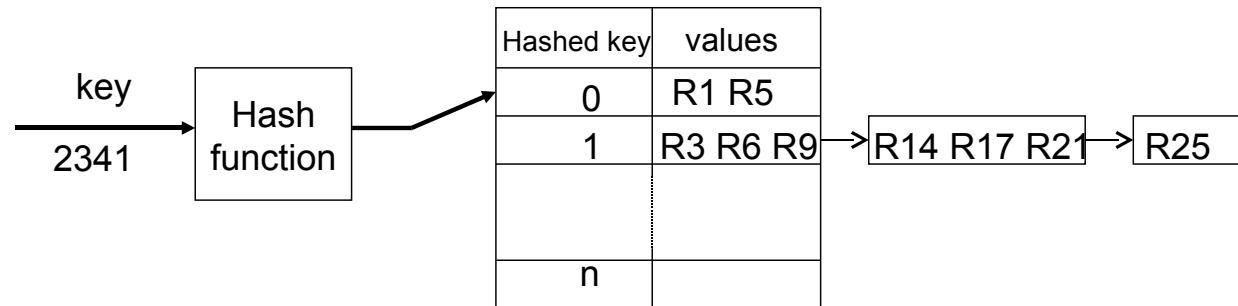 key
2341
Hash
function
Hashed key values
0 R1 R5
1 R3 R6 R9 R14 R17 R21 R25
n